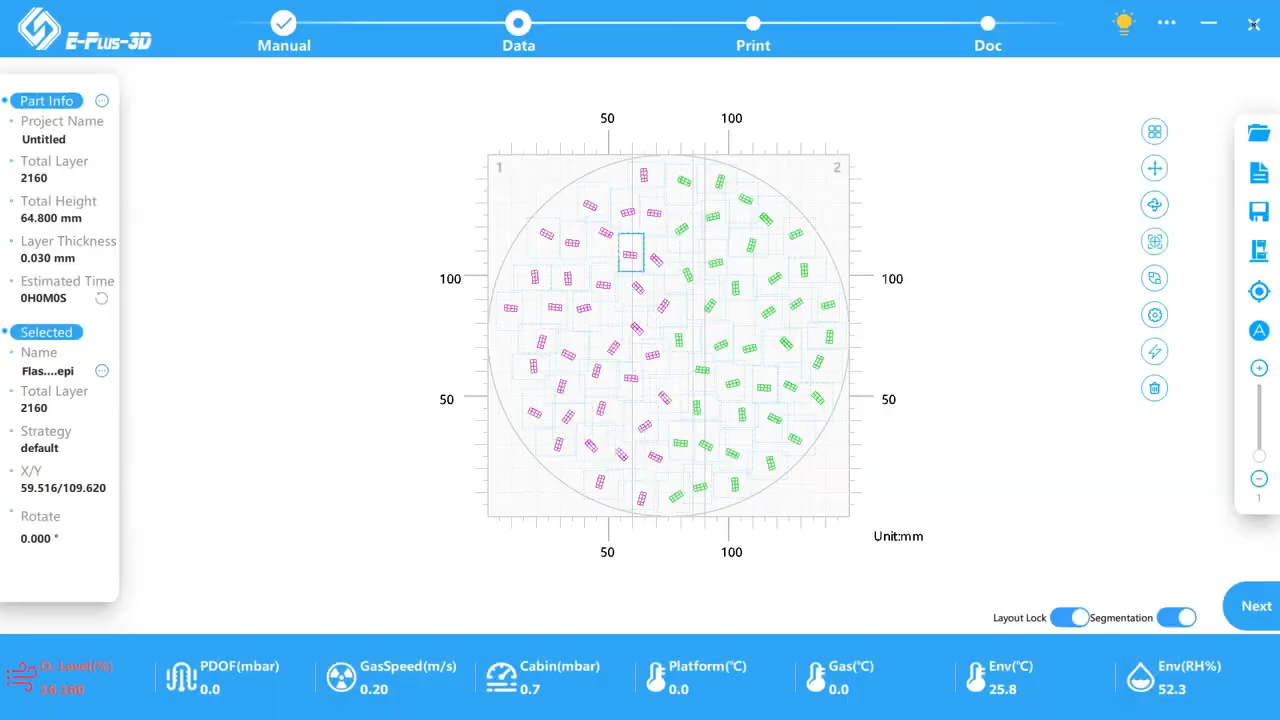 E-PLUS-3D
Manual
Data
Print
Doc
Part Info
Project Name
Untitled
Total Layer
2160
Total Height
64.800 mm
Layer Thickness
0.030 mm
Estimated Time
0H0M0S
Selected
Name
Flas....epi
Total Layer
2160
Strategy
default
X/Y
59.516/109.620
Rotate
0.000 °
50
100
1
2
100
100
50
50
50
100
Unit:mm
1
Layout Lock
Segmentation
Next
O₂ Level(%)
16.160
PDOF(mbar)
0.0
GasSpeed(m/s)
0.20
Cabin(mbar)
0.7
Platform(℃)
0.0
Gas(℃)
0.0
Env(℃)
25.8
Env(RH%)
52.3